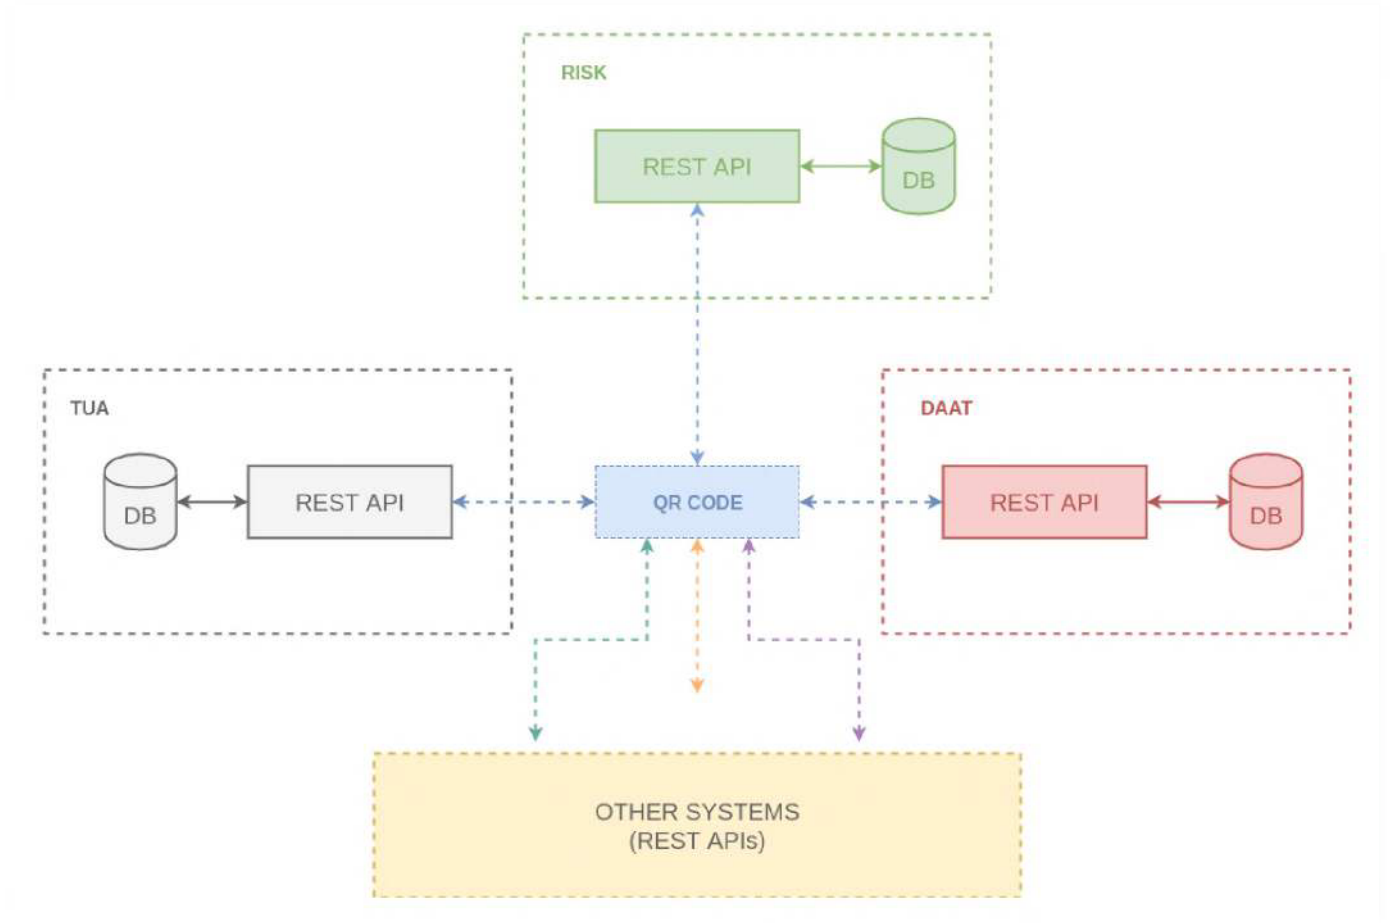 RISK
REST API
DB
TUA
DB
REST API
QR CODE
DAAT
REST API
DB
OTHER SYSTEMS
(REST APIs)